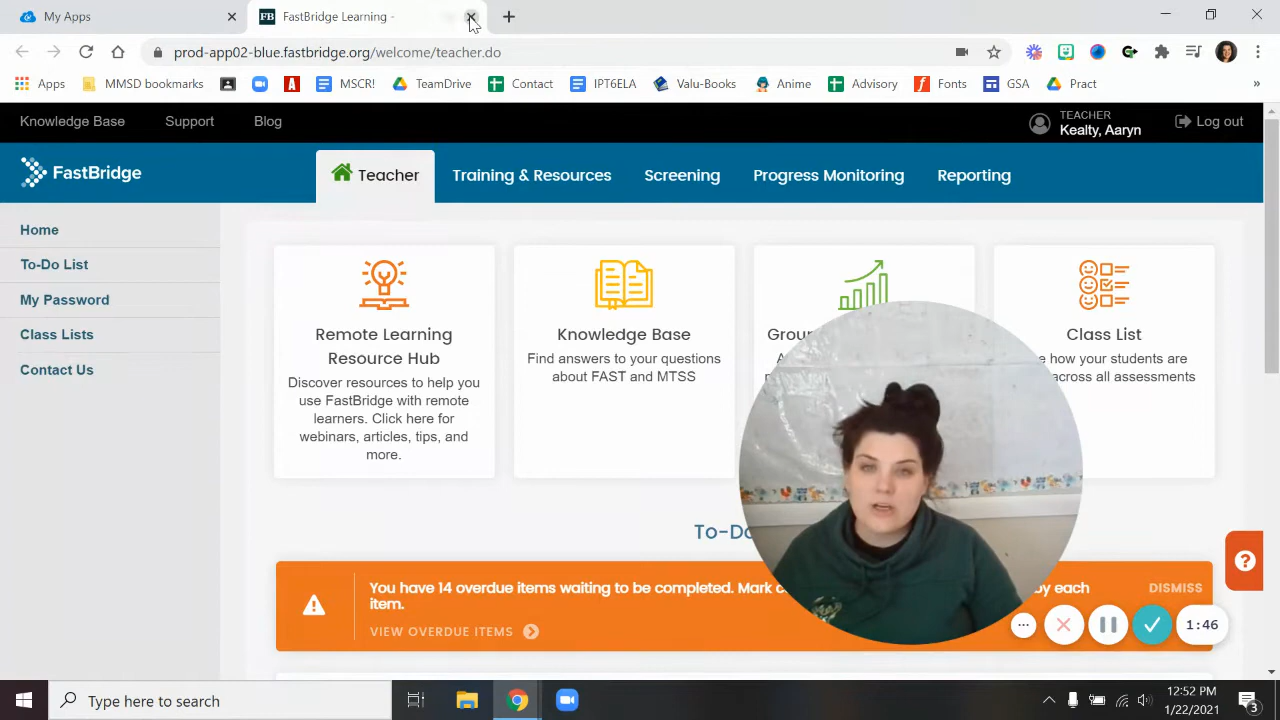 My Apps
FB FastBridge Learning -
prod-app02-blue.fastbridge.org/welcome/teacher.do
Apps MMSD bookmarks MSCR! TeamDrive Contact IPT6ELA Valu-Books Anime Advisory Fonts GSA Pract »
Knowledge Base Support Blog
TEACHER
Kealty, Aaryn
Log out
FastBridge
Teacher Training & Resources Screening Progress Monitoring Reporting
Home
To-Do List
My Password
Class Lists
Contact Us
Remote Learning
Resource Hub
Discover resources to help you
use FastBridge with remote
learners. Click here for
webinars, articles, tips, and
more.
Knowledge Base
Find answers to your questions
about FAST and MTSS
Class List
how your students are
across all assessments
You have 14 overdue items waiting to be completed. Mark
by each
item.
DISMISS
VIEW OVERDUE ITEMS
?
1:46
Type here to search
12:52 PM
1/22/2021
3